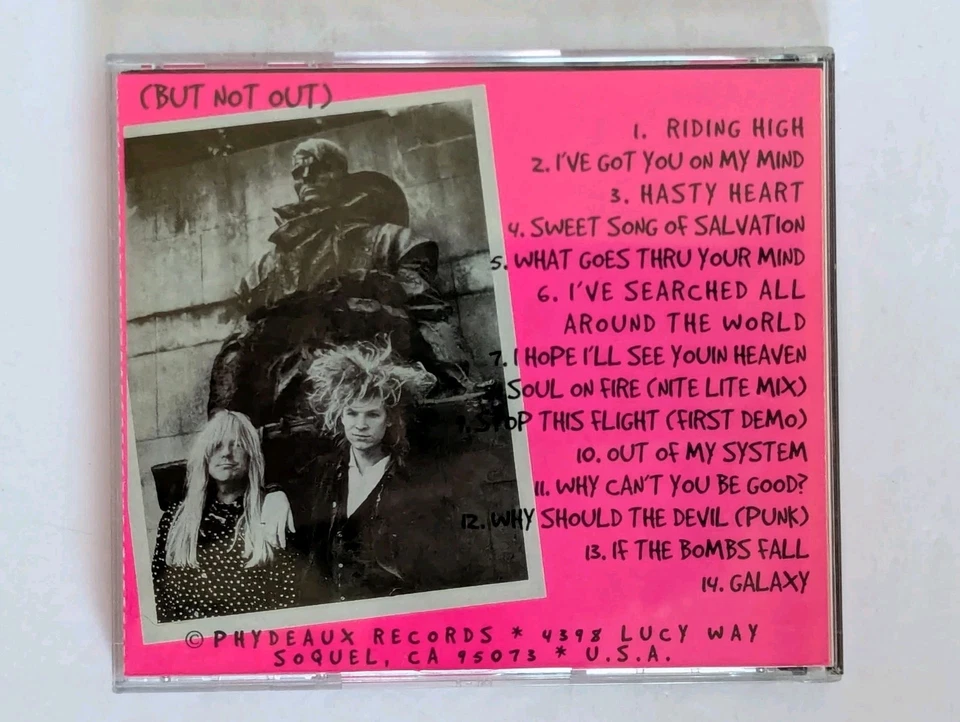 (BUT NOT OUT)
1. RIDING HIGH
2. I'VE GOT YOU ON MY MIND
3. HASTY HEART
4. SWEET SONG OF SALVATION
5. WHAT GOES THRU YOUR MIND
6. I'VE SEARCHED ALL
AROUND THE WORLD
7. I HOPE I'LL SEE YOUIN HEAVEN
SOUL ON FIRE (NITE LITE MIX)
9. STOP THIS FLIGHT (FIRST DEMO)
10. OUT OF MY SYSTEM
11. WHY CAN'T YOU BE GOOD?
12. WHY SHOULD THE DEVIL (PUNK)
13. IF THE BOMBS FALL
14. GALAXY
© PHYDEAUX RECORDS * 4398 LUCY WAY
SOQUEL, CA 95073 * U.S.A.